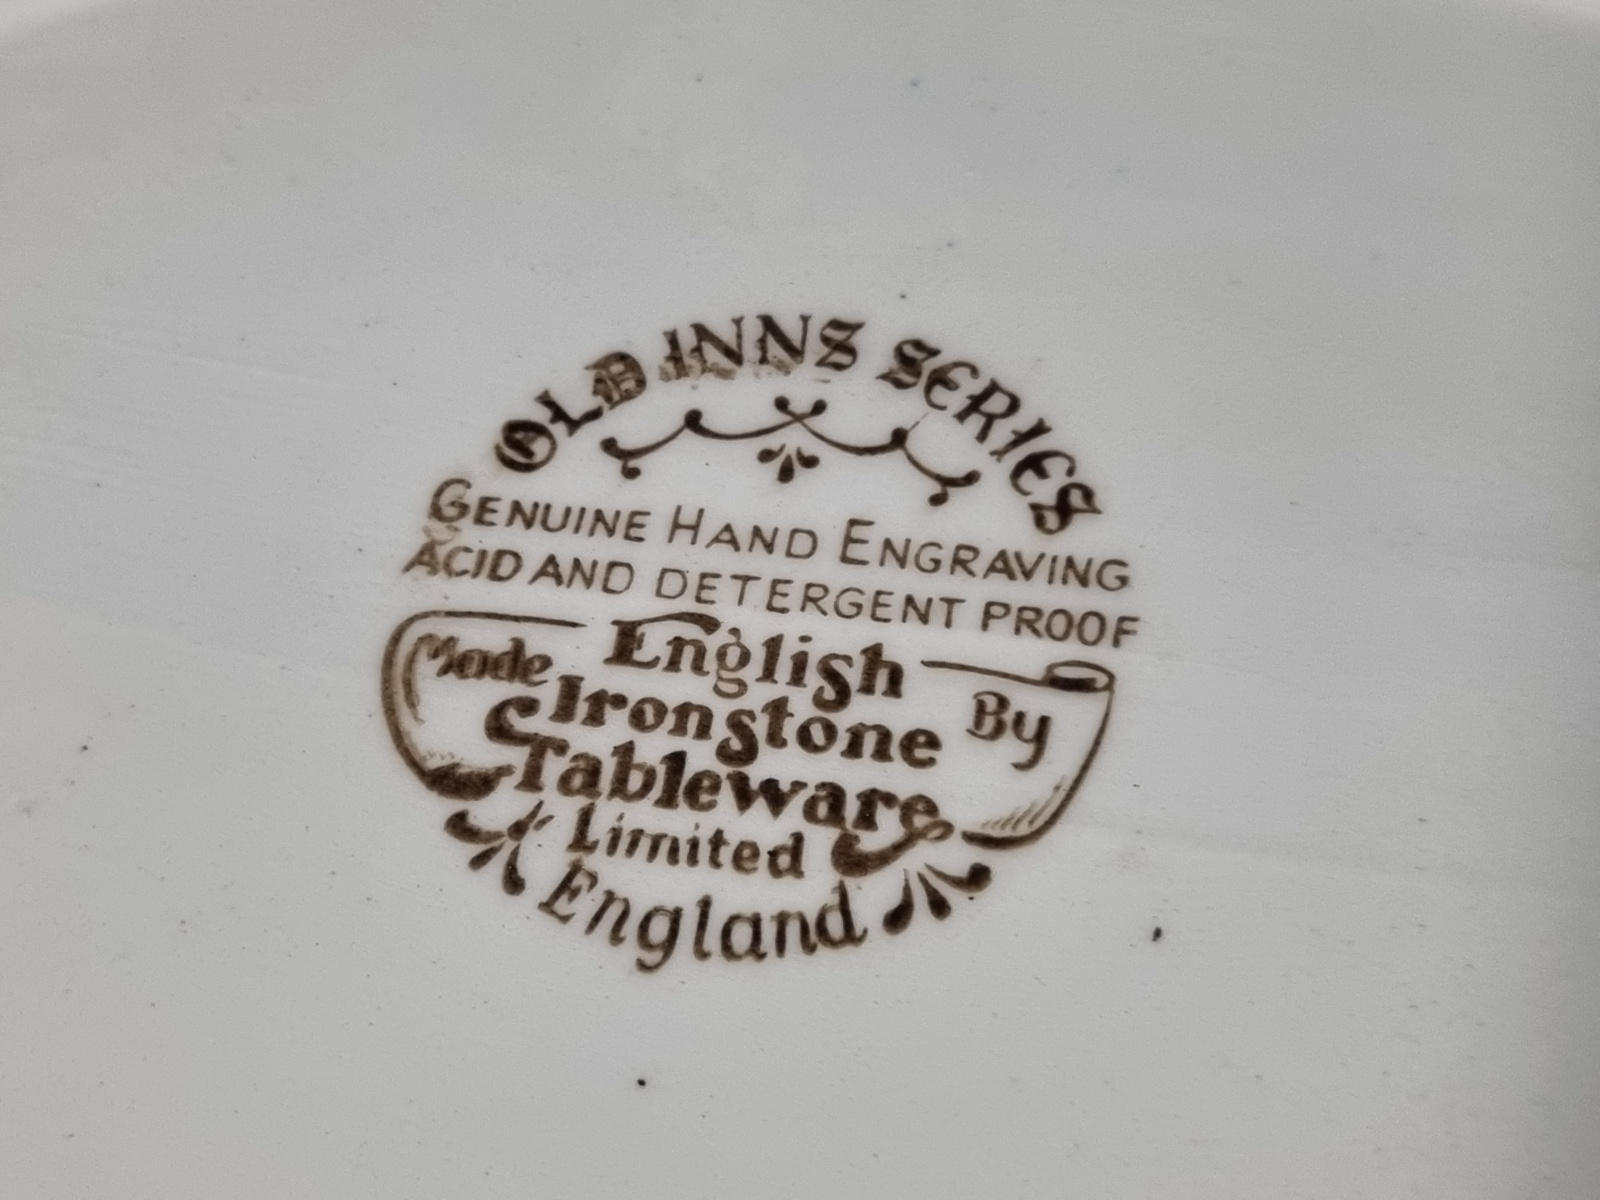 OLD INNS SERIES
GENUINE HAND ENGRAVING
ACID AND DETERGENT PROOF
Made English By
Ironstone
Tableware
Limited
England